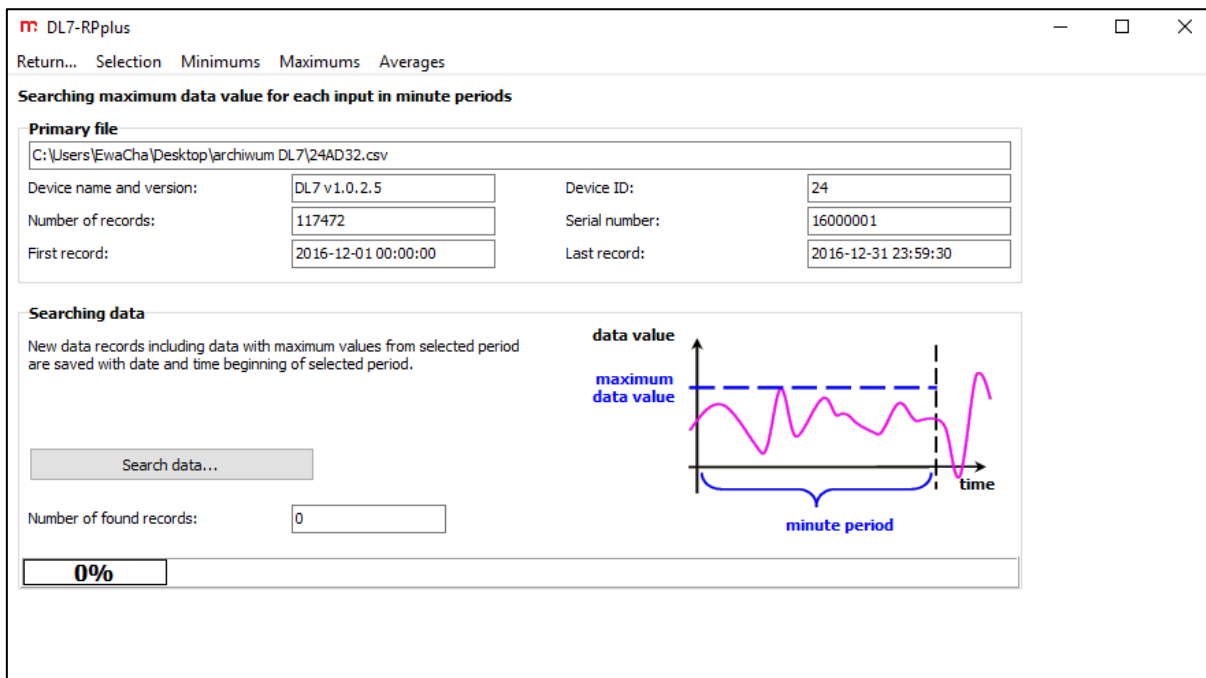 DL7-RPplus
Return... Selection Minimums Maximums Averages
Searching maximum data value for each input in minute periods
Primary file
C:\Users\EwaCha\Desktop\archiwum DL7\24AD32.csv
Device name and version: DL7 v1.0.2.5 Device ID: 24
Number of records: 117472 Serial number: 16000001
First record: 2016-12-01 00:00:00 Last record: 2016-12-31 23:59:30
Searching data
New data records including data with maximum values from selected period
are saved with date and time beginning of selected period.
data value
maximum
data value
time
minute period
Search data...
Number of found records: 0
0%